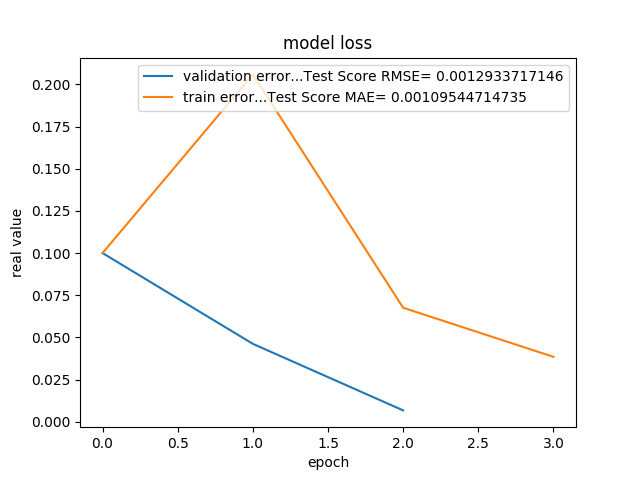 model loss
validation error...Test Score RMSE= 0.0012933717146
train error...Test Score MAE= 0.00109544714735
0.200
0.175
0.150
0.125
0.100
0.075
0.050
0.025
0.000
real value
0.0 0.5 1.0 1.5 2.0 2.5 3.0
epoch